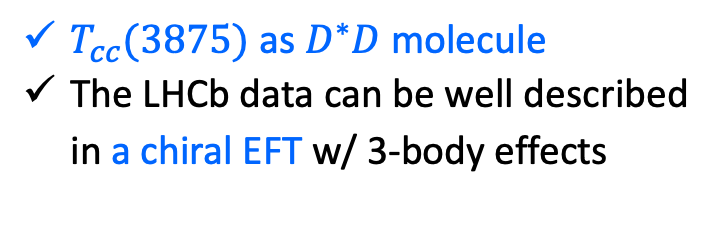 ✓ T_cc(3875) as D*D molecule
✓ The LHCb data can be well described
in a chiral EFT w/ 3-body effects